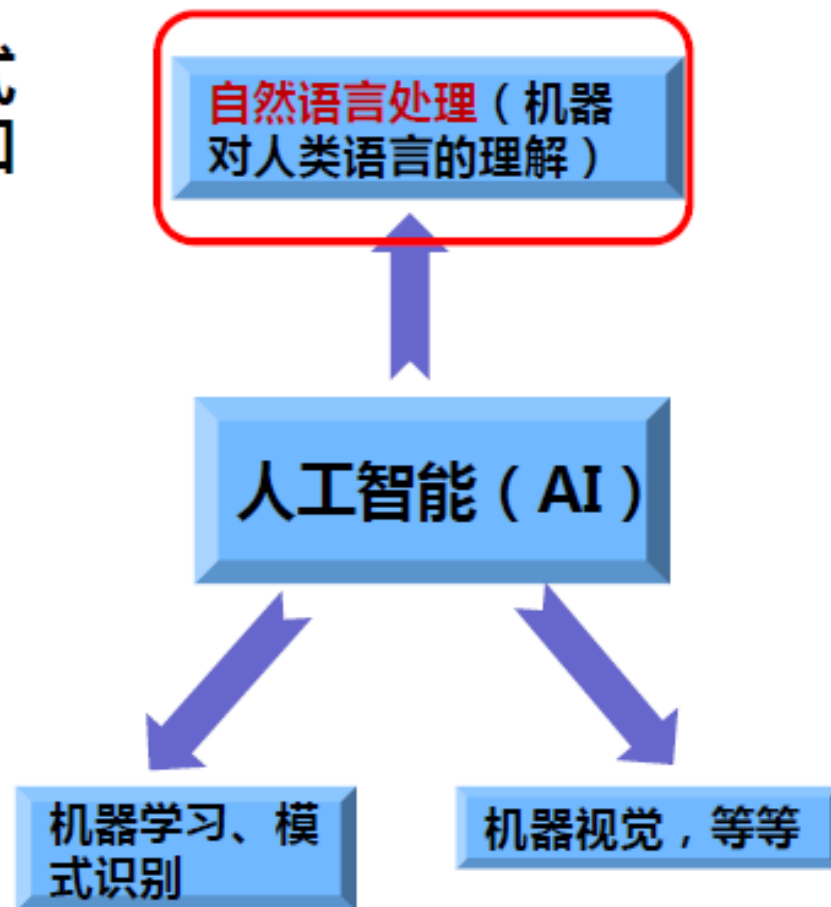 自然语言处理（机器
对人类语言的理解）
人工智能（AI）
机器学习、模
式识别
机器视觉，等等